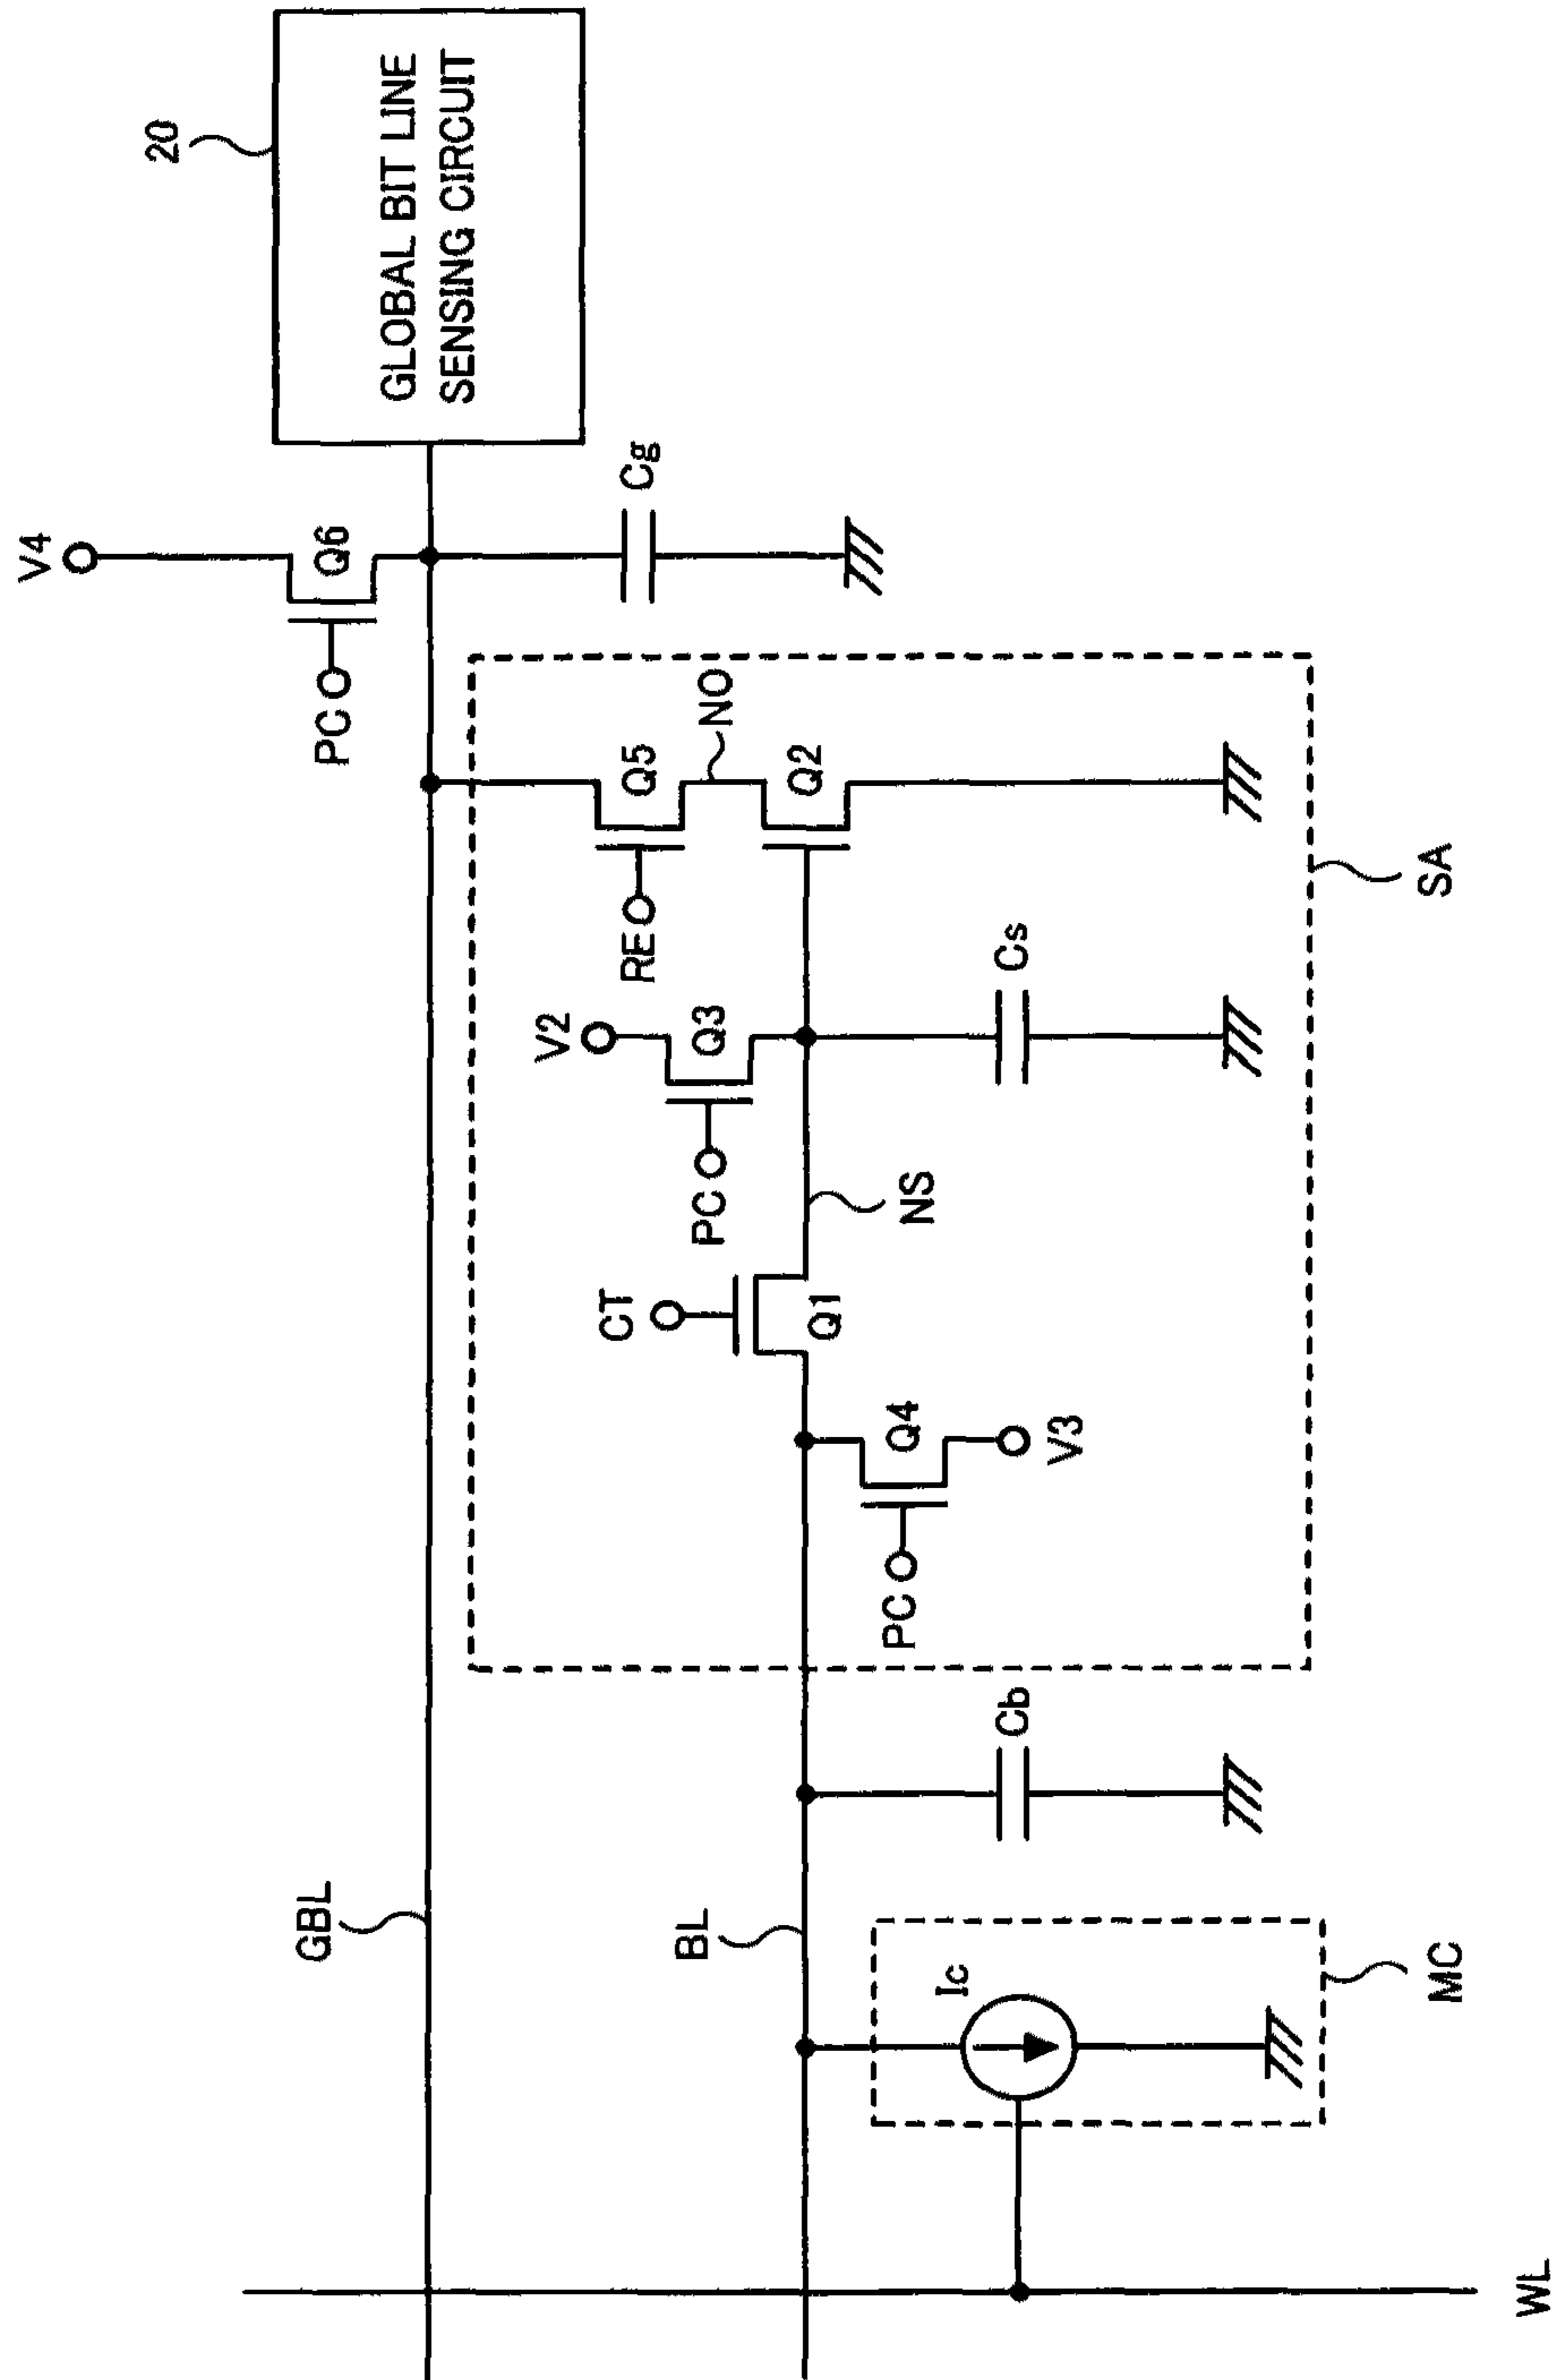 20
GLOBAL BIT LINE
SENSING CIRCUIT
V4
Q6
PC
Cg
GBL
Q5
NO
Q2
RE
V2
Q3
PC
Cs
NS
CT
Q1
Q4
V3
PC
SA
BL
Cb
Ic
MC
WL